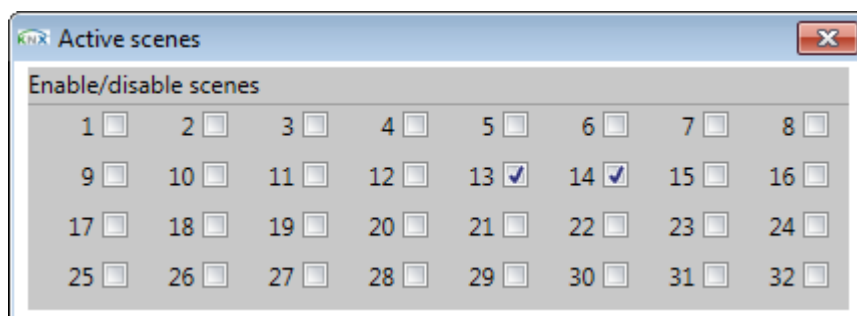 KNX Active scenes
Enable/disable scenes
1 2 3 4 5 6 7 8
9 10 11 12 13 14 15 16
17 18 19 20 21 22 23 24
25 26 27 28 29 30 31 32